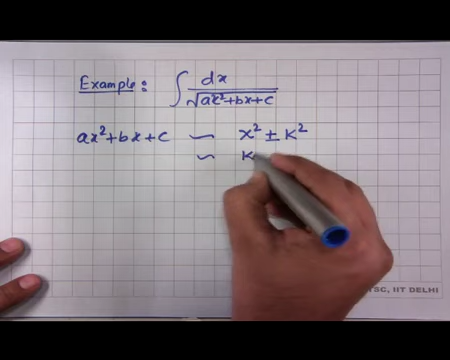 Example: ∫ dx / √ax²+bx+c
ax²+bx+c ∽ x² ± K²
∽ K
TSC, IIT DELHI